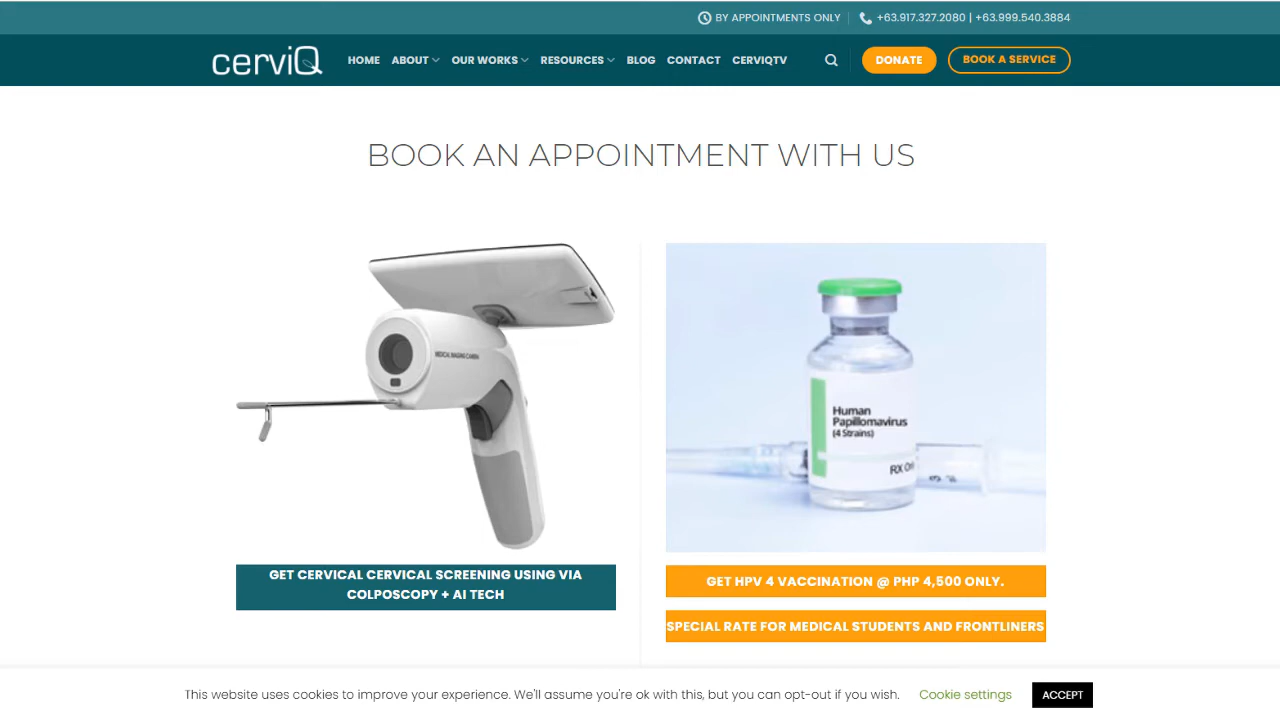 BY APPOINTMENTS ONLY
+63.917.327.2080 | +63.999.540.3884
cerviQ
HOME ABOUT OUR WORKS RESOURCES BLOG CONTACT CERVIQTV
DONATE
BOOK A SERVICE
BOOK AN APPOINTMENT WITH US
MEDICAL IMAGING CAMERA
Human
Papillomavirus
(4 Strains)
GET CERVICAL CERVICAL SCREENING USING VIA
COLPOSCOPY + AI TECH
GET HPV 4 VACCINATION @ PHP 4,500 ONLY.
SPECIAL RATE FOR MEDICAL STUDENTS AND FRONTLINERS
This website uses cookies to improve your experience. We'll assume you're ok with this, but you can opt-out if you wish.
Cookie settings
ACCEPT